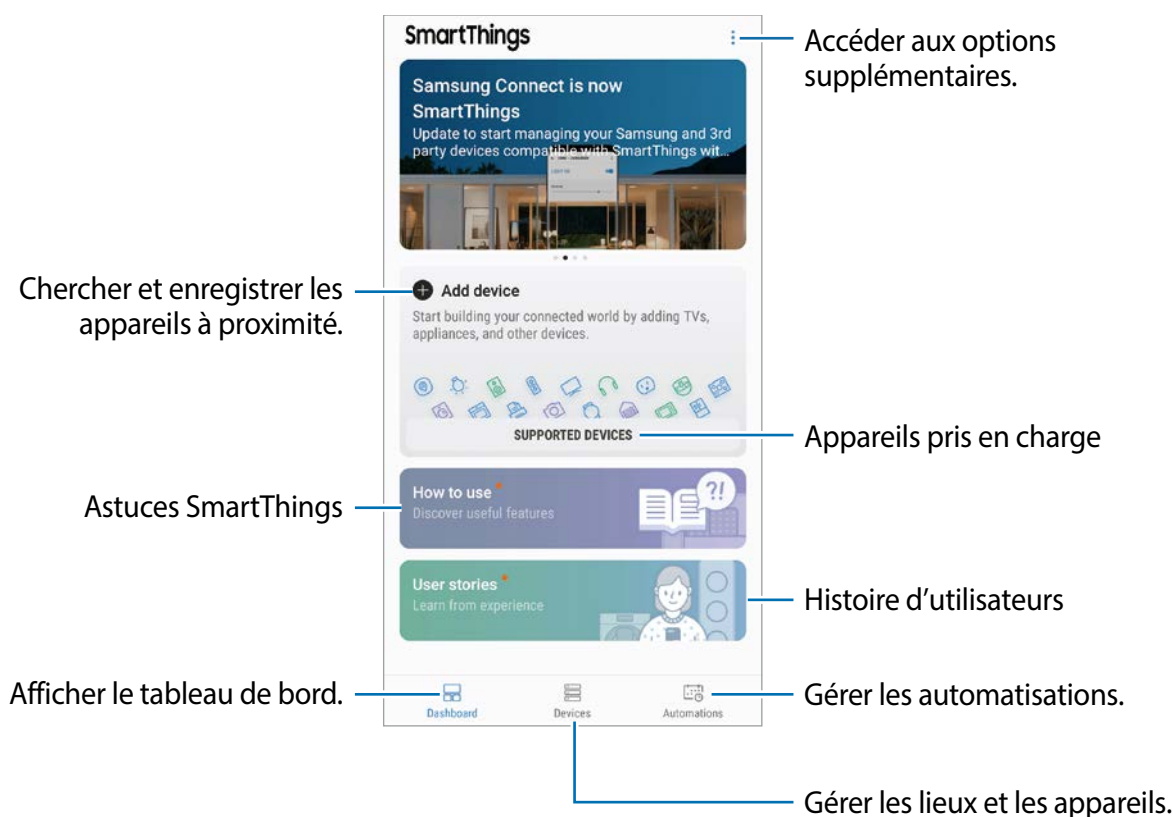 SmartThings
Accéder aux options
supplémentaires.
Samsung Connect is now
SmartThings
Update to start managing your Samsung and 3rd
party devices compatible with SmartThings wit...
Chercher et enregistrer les
appareils à proximité.
Add device
Start building your connected world by adding TVs,
appliances, and other devices.
SUPPORTED DEVICES
Appareils pris en charge
Astuces SmartThings
How to use
Discover useful features
?!
User stories
Learn from experience
Histoire d'utilisateurs
Afficher le tableau de bord.
Dashboard
Devices
Automations
Gérer les automatisations.
Gérer les lieux et les appareils.